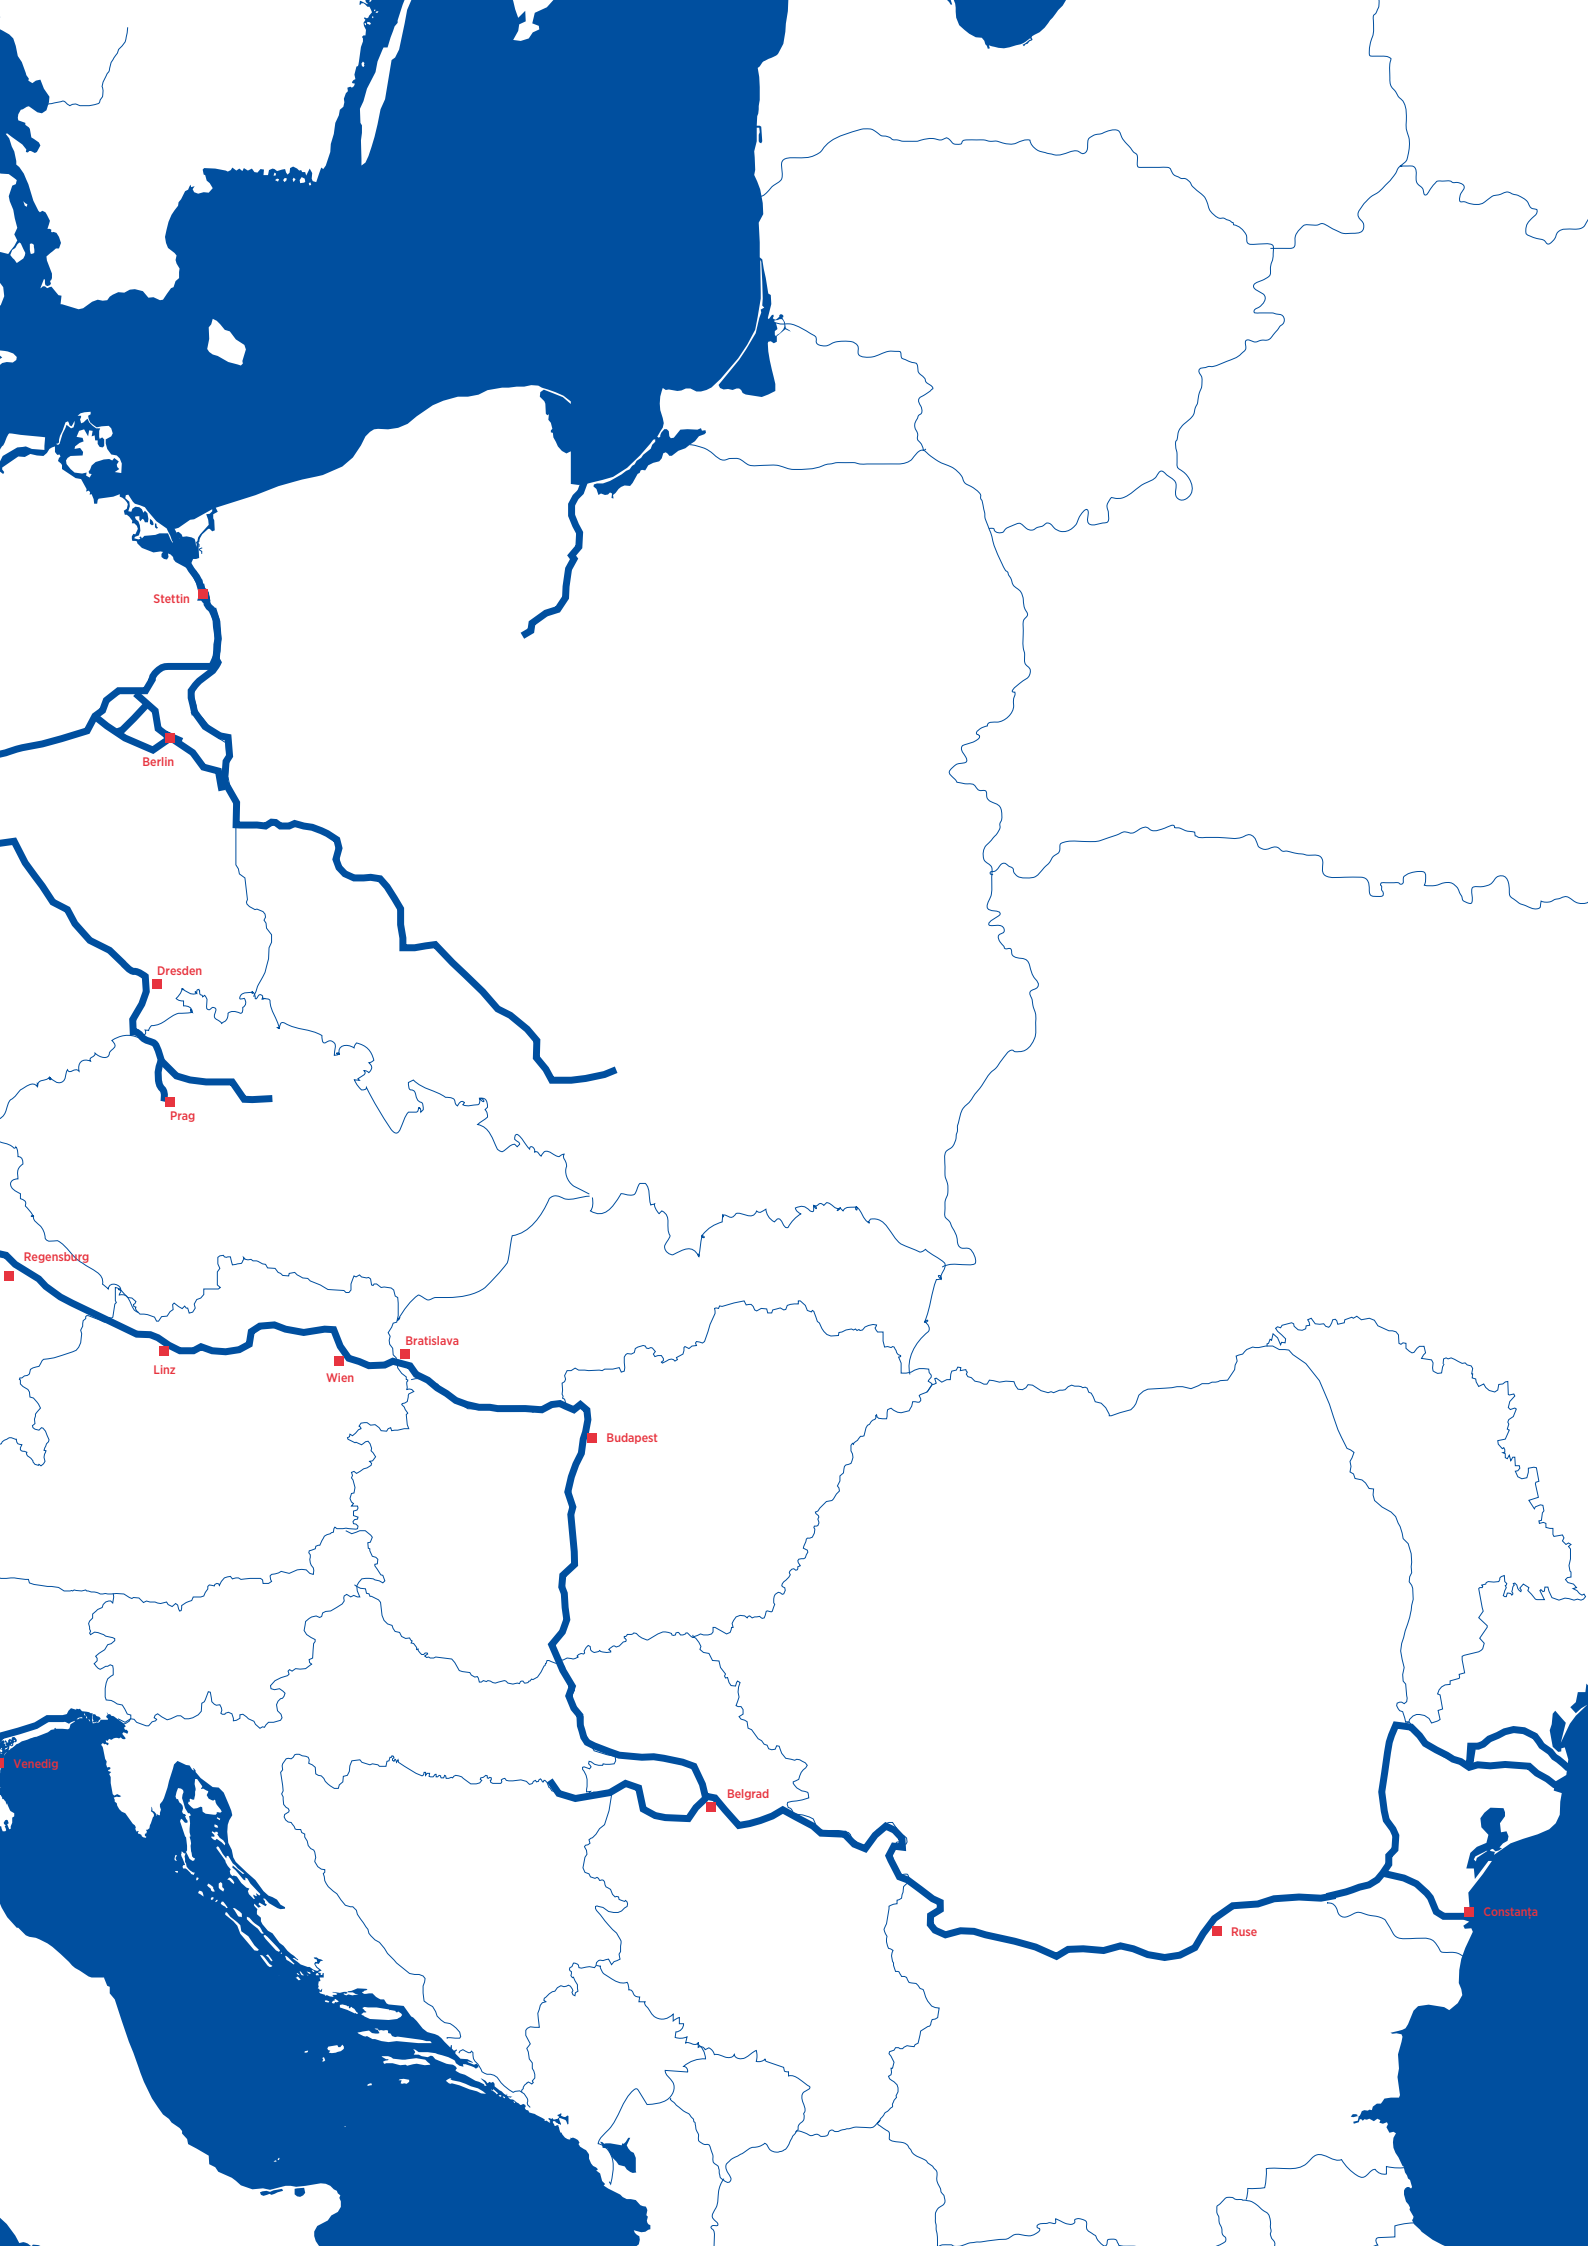 Stettin
Berlin
Dresden
Prag
Regensburg
Bratislava
Linz
Wien
Budapest
Venedig
Belgrad
Constanța
Ruse